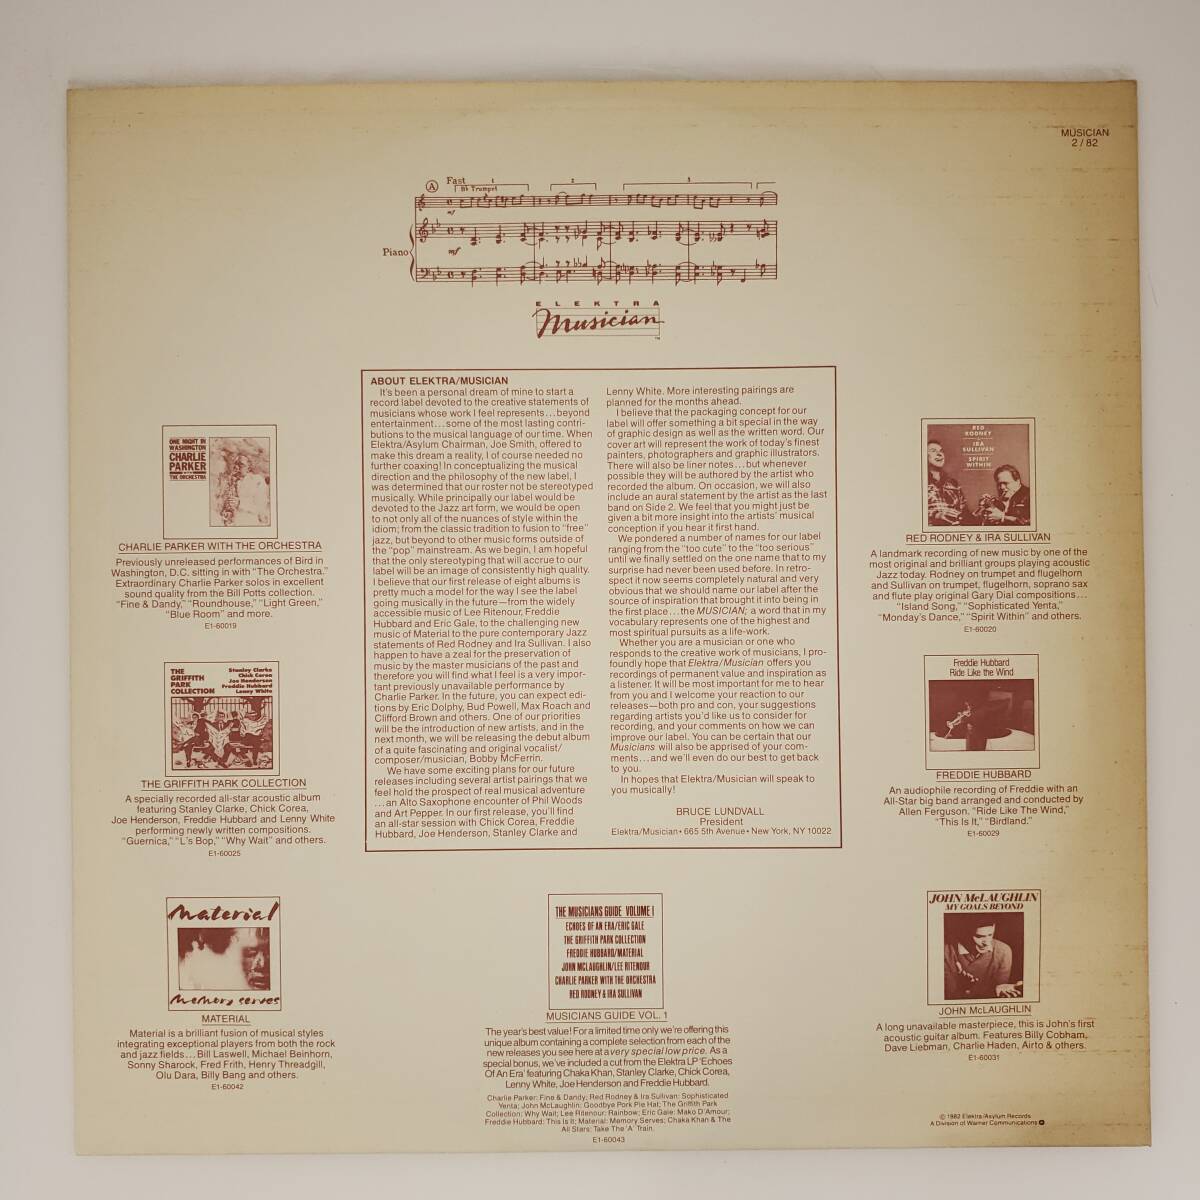 MUSICIAN
2/82
A Fast 1 2 3
Bb Trumpet
mf
Piano
mf
ELEKTRA
Musician
™
ABOUT ELEKTRA/MUSICIAN
It's been a personal dream of mine to start a
record label devoted to the creative statements of
musicians whose work I feel represents...beyond
entertainment...some of the most lasting contri-
butions to the musical language of our time. When
Elektra/Asylum Chairman, Joe Smith, offered to
make this dream a reality, I of course needed no
further coaxing! In conceptualizing the musical
direction and the philosophy of the new label, I
was determined that our roster not be stereotyped
musically. While principally our label would be
devoted to the Jazz art form, we would be open
to not only all of the nuances of style within the
idiom; from the classic tradition to fusion to "free"
jazz, but beyond to other music forms outside of
the "pop" mainstream. As we begin, I am hopeful
that the only stereotyping that will accrue to our
label will be an image of consistently high quality.
I believe that our first release of eight albums is
pretty much a model for the way I see the label
going musically in the future—from the widely
accessible music of Lee Ritenour, Freddie
Hubbard and Eric Gale, to the challenging new
music of Material to the pure contemporary Jazz
statements of Red Rodney and Ira Sullivan. I also
happen to have a zeal for the preservation of
music by the master musicians of the past and
therefore you will find what I feel is a very impor-
tant previously unavailable performance by
Charlie Parker. In the future, you can expect edi-
tions by Eric Dolphy, Bud Powell, Max Roach and
Clifford Brown and others. One of our priorities
will be the introduction of new artists, and in the
next month, we will be releasing the debut album
of a quite fascinating and original vocalist/
composer/musician, Bobby McFerrin.
We have some exciting plans for our future
releases including several artist pairings that we
feel hold the prospect of real musical adventure
...an Alto Saxophone encounter of Phil Woods
and Art Pepper. In our first release, you'll find
an all-star session with Chick Corea, Freddie
Hubbard, Joe Henderson, Stanley Clarke and
Lenny White. More interesting pairings are
planned for the months ahead.
I believe that the packaging concept for our
label will offer something a bit special in the way
of graphic design as well as the written word. Our
cover art will represent the work of today's finest
painters, photographers and graphic illustrators.
There will also be liner notes...but whenever
possible they will be authored by the artist who
recorded the album. On occasion, we will also
include an aural statement by the artist as the last
band on Side 2. We feel that you might just be
given a bit more insight into the artists' musical
conception if you hear it first hand.
We pondered a number of names for our label
ranging from the "too cute" to the "too serious"
until we finally settled on the one name that to my
surprise had never been used before. In retro-
spect it now seems completely natural and very
obvious that we should name our label after the
source of inspiration that brought it into being in
the first place...the MUSICIAN; a word that in my
vocabulary represents one of the highest and
most spiritual pursuits as a life-work.
Whether you are a musician or one who
responds to the creative work of musicians, I pro-
foundly hope that Elektra/Musician offers you
recordings of permanent value and inspiration as
a listener. It will be most important for me to hear
from you and I welcome your reaction to our
releases—both pro and con, your suggestions
regarding artists you'd like us to consider for
recording, and your comments on how we can
improve our label. You can be certain that our
Musicians will also be apprised of your com-
ments...and we'll even do our best to get back
to you.
In hopes that Elektra/Musician will speak to
you musically!
BRUCE LUNDVALL
President
Elektra/Musician • 665 5th Avenue • New York, NY 10022
ONE NIGHT IN
WASHINGTON
CHARLIE
PARKER
WITH
THE ORCHESTRA
CHARLIE PARKER WITH THE ORCHESTRA
Previously unreleased performances of Bird in
Washington, D.C. sitting in with "The Orchestra."
Extraordinary Charlie Parker solos in excellent
sound quality from the Bill Potts collection.
"Fine & Dandy," "Roundhouse," "Light Green,"
"Blue Room" and more.
E1-60019
THE
GRIFFITH
PARK
COLLECTION
Stanley Clarke
Chick Corea
Joe Henderson
Freddie Hubbard
Lenny White
THE GRIFFITH PARK COLLECTION
A specially recorded all-star acoustic album
featuring Stanley Clarke, Chick Corea,
Joe Henderson, Freddie Hubbard and Lenny White
performing newly written compositions.
"Guernica," "L's Bop," "Why Wait" and others.
E1-60025
Material
Memory Serves
MATERIAL
Material is a brilliant fusion of musical styles
integrating exceptional players from both the rock
and jazz fields...Bill Laswell, Michael Beinhorn,
Sonny Sharock, Fred Frith, Henry Threadgill,
Olu Dara, Billy Bang and others.
E1-60042
THE MUSICIANS GUIDE VOLUME I
ECHOES OF AN ERA/ERIC GALE
THE GRIFFITH PARK COLLECTION
FREDDIE HUBBARD/MATERIAL
JOHN MCLAUGHLIN/LEE RITENOUR
CHARLIE PARKER WITH THE ORCHESTRA
RED RODNEY & IRA SULLIVAN
MUSICIANS GUIDE VOL. 1
The year's best value! For a limited time only we're offering this
unique album containing a complete selection from each of the
new releases you see here at a very special low price. As a
special bonus, we've included a cut from the Elektra LP 'Echoes
Of An Era' featuring Chaka Khan, Stanley Clarke, Chick Corea,
Lenny White, Joe Henderson and Freddie Hubbard.
Charlie Parker: Fine & Dandy; Red Rodney & Ira Sullivan: Sophisticated
Yenta; John McLaughlin: Goodbye Pork Pie Hat; The Griffith Park
Collection: Why Wait; Lee Ritenour: Rainbow; Eric Gale: Mako D'Amour;
Freddie Hubbard: This Is It; Material: Memory Serves; Chaka Khan & The
All Stars: Take The 'A' Train.
E1-60043
RED
RODNEY
IRA
SULLIVAN
SPIRIT
WITHIN
RED RODNEY & IRA SULLIVAN
A landmark recording of new music by one of the
most original and brilliant groups playing acoustic
Jazz today. Rodney on trumpet and flugelhorn
and Sullivan on trumpet, flugelhorn, soprano sax
and flute play original Gary Dial compositions...
"Island Song," "Sophisticated Yenta,"
"Monday's Dance," "Spirit Within" and others.
E1-60020
Freddie Hubbard
Ride Like the Wind
FREDDIE HUBBARD
An audiophile recording of Freddie with an
All-Star big band arranged and conducted by
Allen Ferguson. "Ride Like The Wind,"
"This Is It," "Birdland."
E1-60029
JOHN McLAUGHLIN
MY GOALS BEYOND
JOHN McLAUGHLIN
A long unavailable masterpiece, this is John's first
acoustic guitar album. Features Billy Cobham,
Dave Liebman, Charlie Haden, Airto & others.
E1-60031
© 1982 Elektra/Asylum Records
A Division of Warner Communications